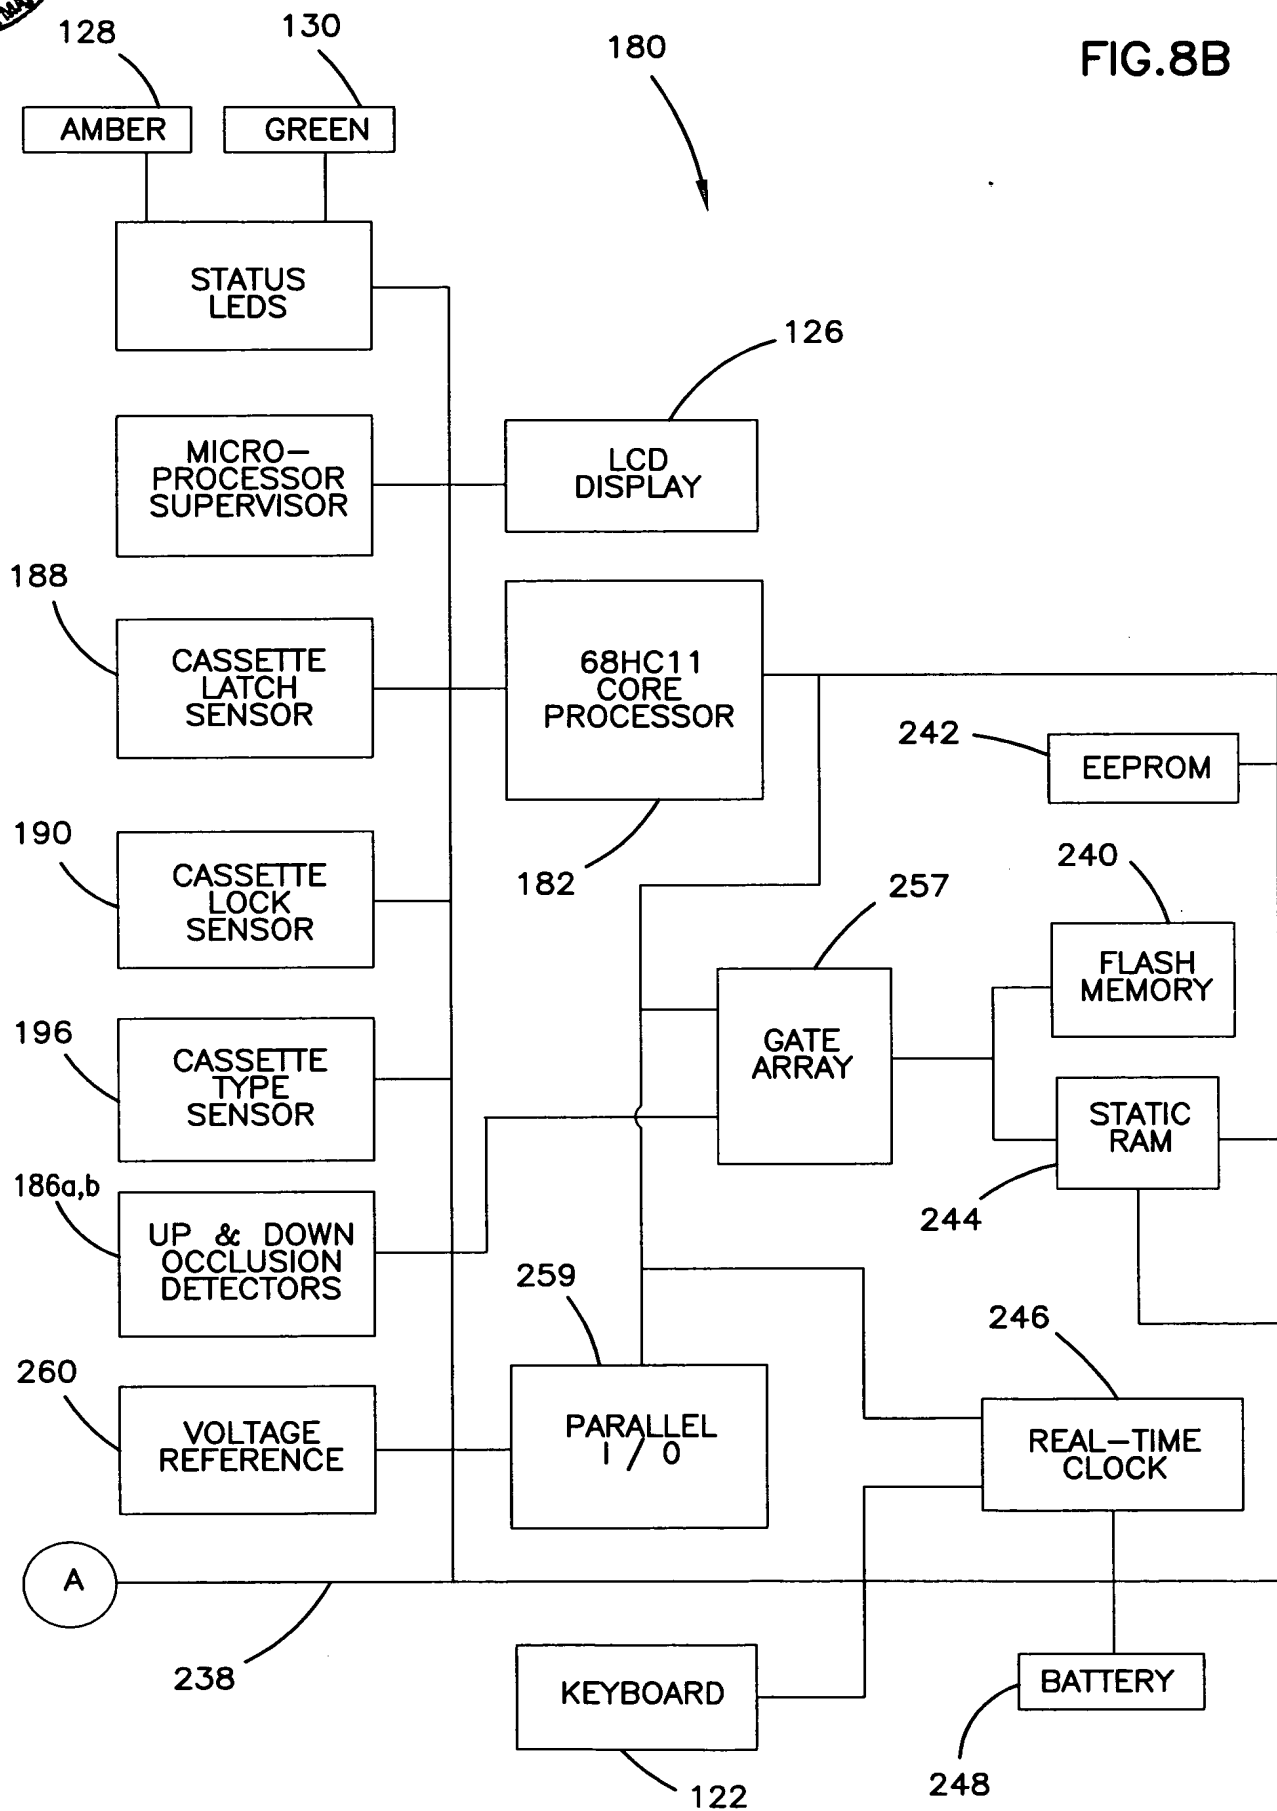 128
130
180
FIG.8B
AMBER
GREEN
STATUS
LEDS
126
MICRO-
PROCESSOR
SUPERVISOR
LCD
DISPLAY
188
CASSETTE
LATCH
SENSOR
68HC11
CORE
PROCESSOR
242
EEPROM
190
CASSETTE
LOCK
SENSOR
182
257
240
FLASH
MEMORY
196
CASSETTE
TYPE
SENSOR
GATE
ARRAY
STATIC
RAM
186a,b
UP & DOWN
OCCLUSION
DETECTORS
244
259
246
260
VOLTAGE
REFERENCE
PARALLEL
I / O
REAL-TIME
CLOCK
A
238
KEYBOARD
BATTERY
122
248